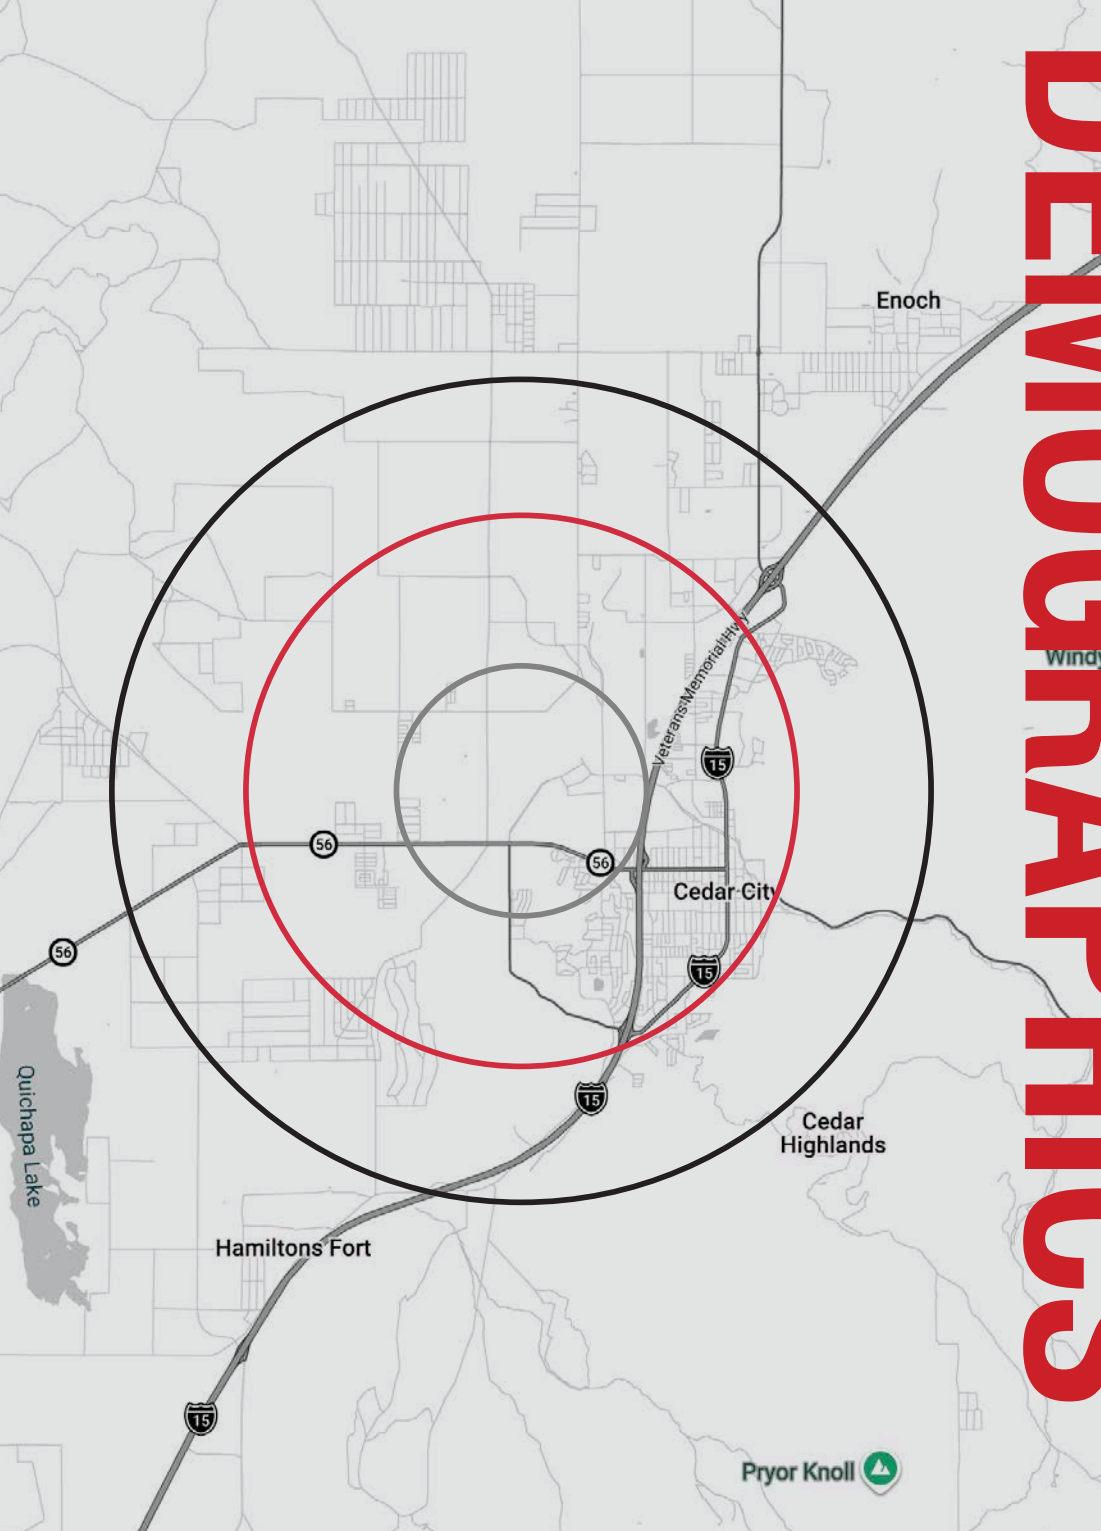 DEMOGRAPHICS
Enoch
Veterans Memorial Hwy
15
56
56
Cedar City
56
15
15
Quichapa Lake
Cedar
Highlands
Hamiltons Fort
15
Pryor Knoll